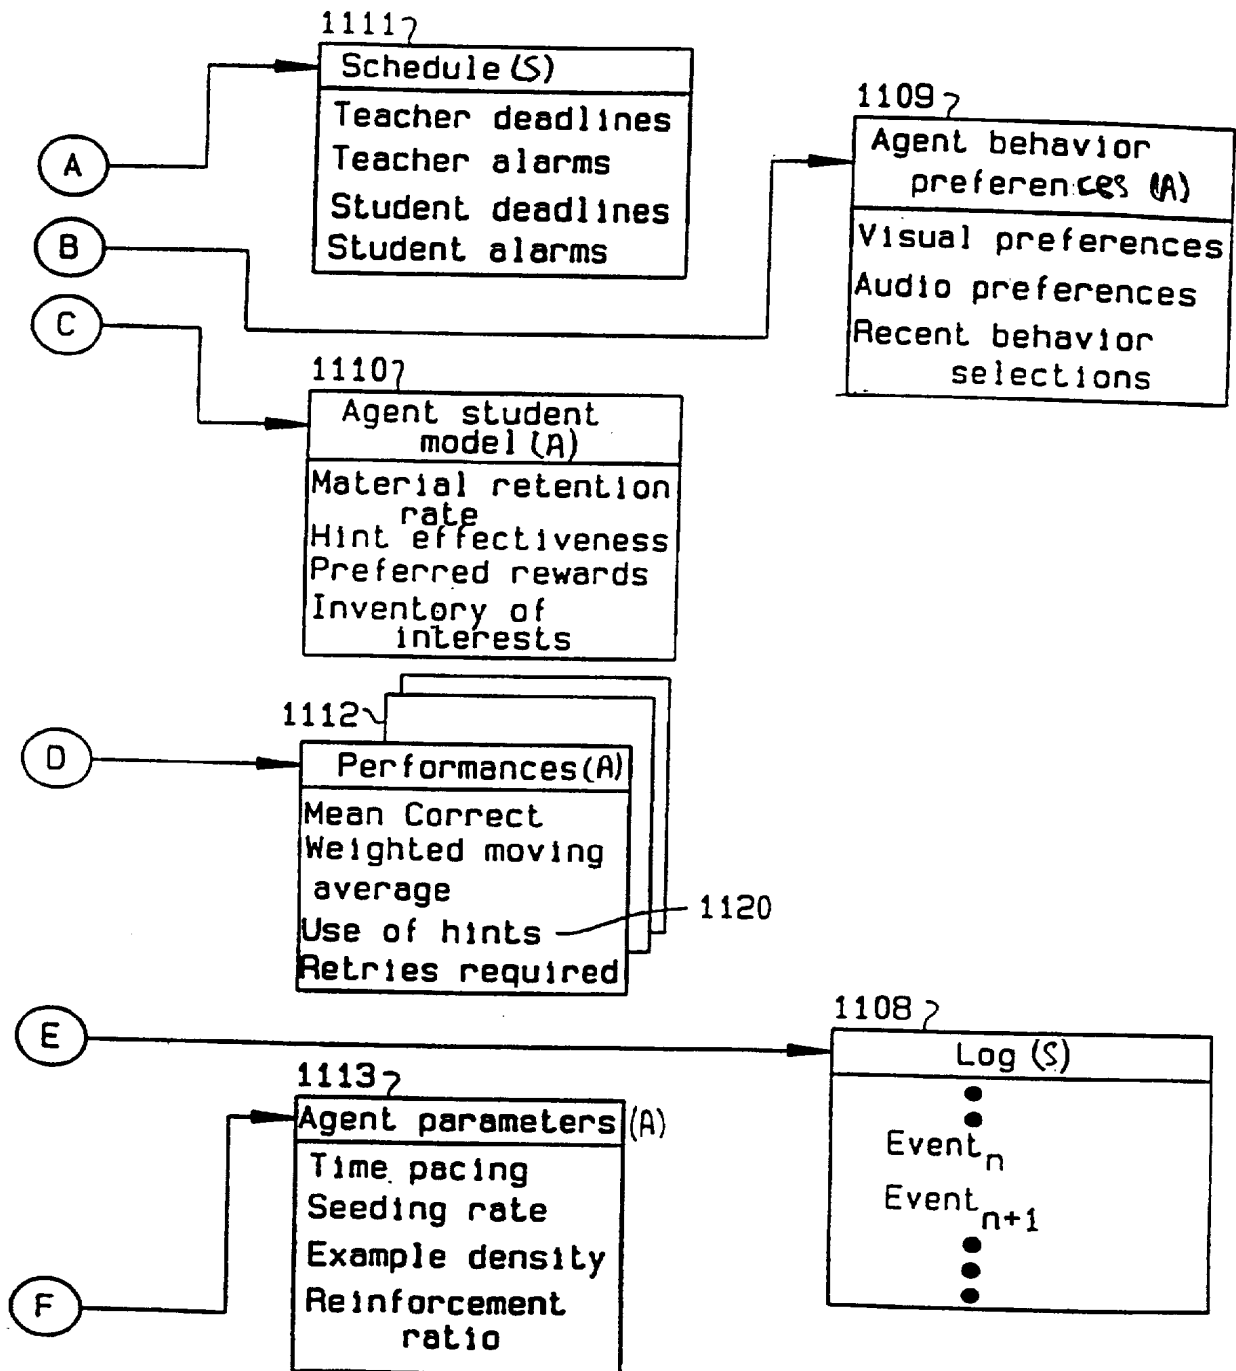 1111
Schedule (S)
Teacher deadlines
Teacher alarms
Student deadlines
Student alarms
A
B
C
1109
Agent behavior
preferences (A)
Visual preferences
Audio preferences
Recent behavior
selections
1110
Agent student
model (A)
Material retention
rate
Hint effectiveness
Preferred rewards
Inventory of
interests
D
1112
Performances (A)
Mean Correct
Weighted moving
average
Use of hints
1120
Retries required
E
1108
Log (S)
Event n
Event n+1
1113
Agent parameters (A)
Time pacing
Seeding rate
Example density
Reinforcement
ratio
F